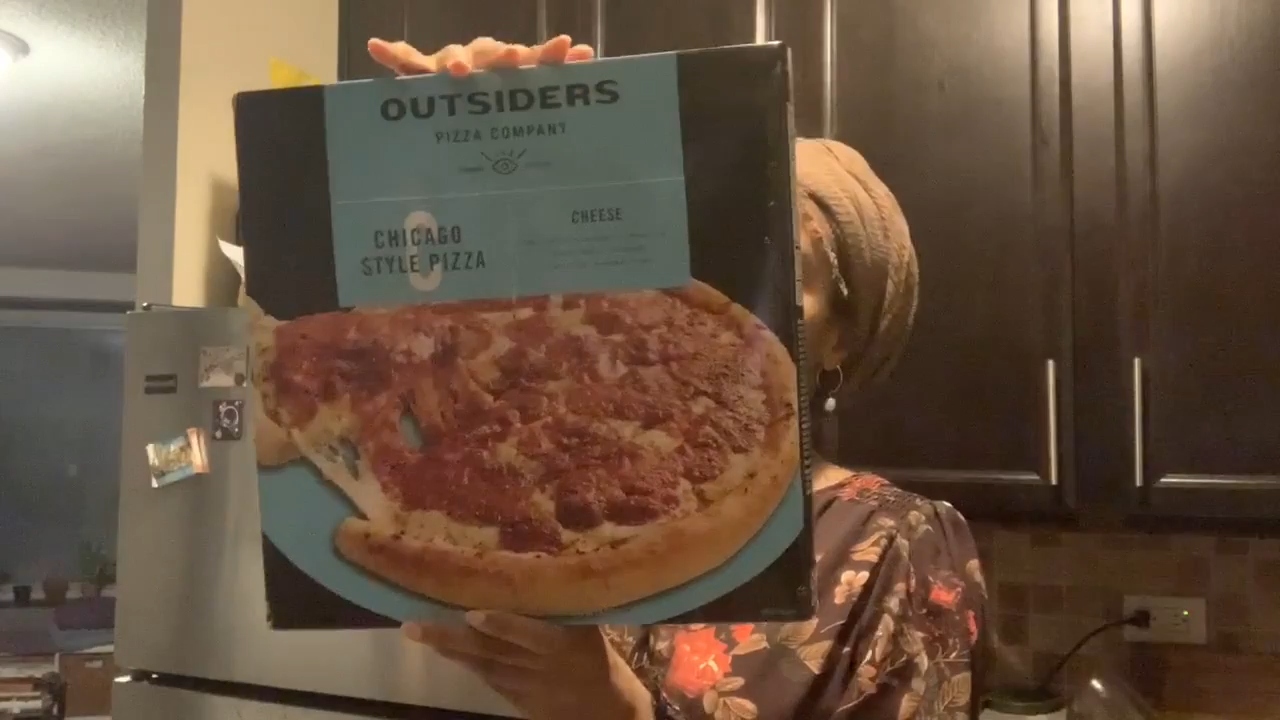 OUTSIDERS
PIZZA COMPANY
CHICAGO
STYLE PIZZA
CHEESE